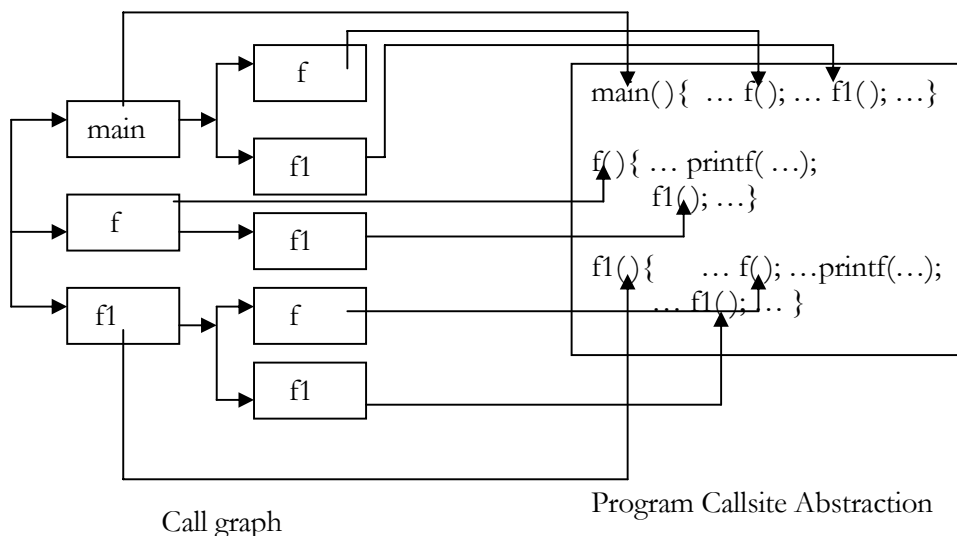 f
main(){ … f(); … f1(); …}
main
f1
f(){ … printf( …);
f1(); …}
f
f1
f1(){ … f(); …printf(…);
… f1(); … }
f1
f
f1
Program Callsite Abstraction
Call graph